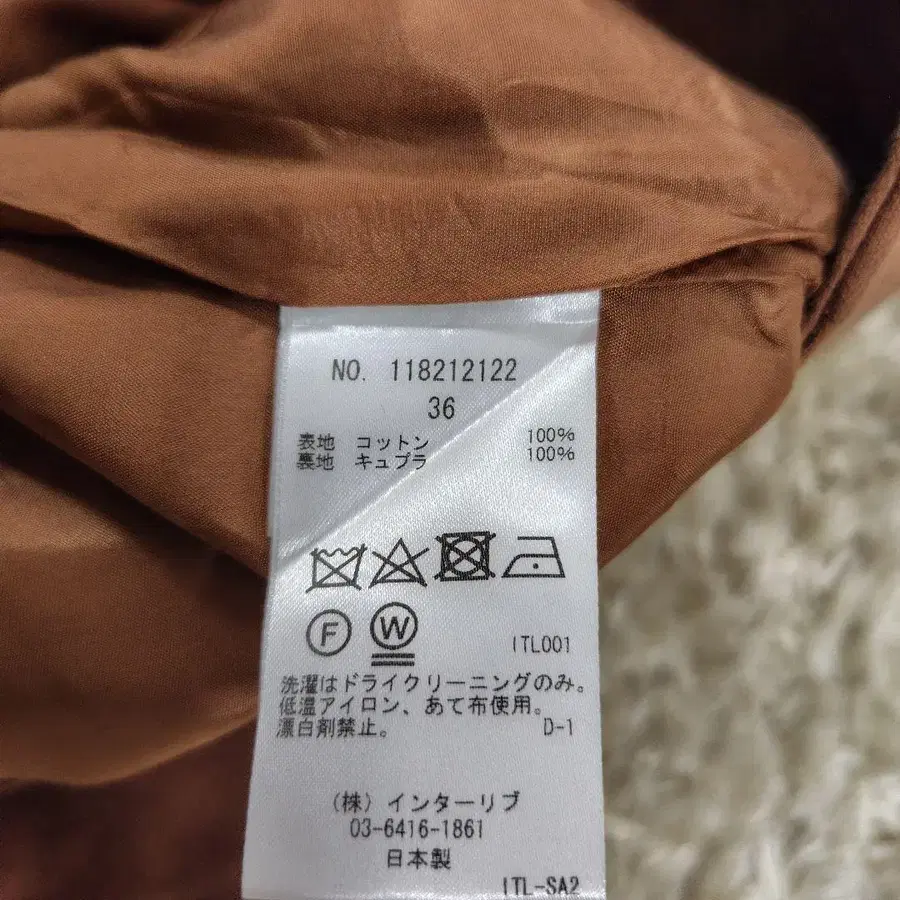 NO. 118212122
36
表地 コットン 100%
裏地 キュプラ 100%
F W ITL001
洗濯はドライクリーニングのみ。
低温アイロン、あて布使用。
漂白剤禁止。 D-1
(株)インターリブ
03-6416-1861
日本製
ITL-SA2